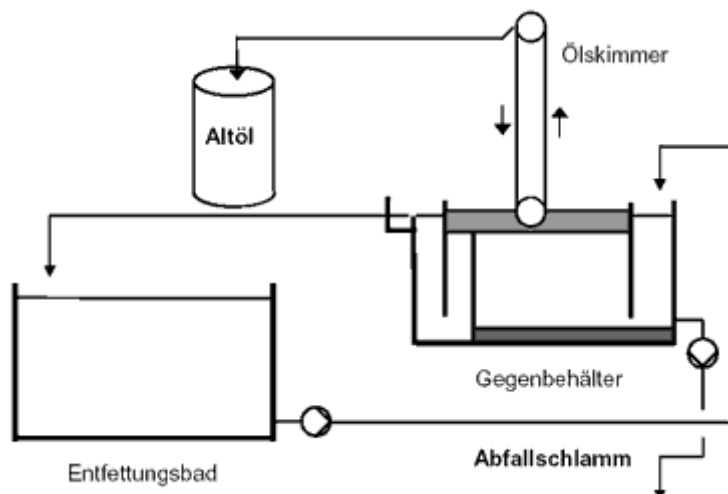 Ölskimmer
Altöl
Gegenbehälter
Abfallschlamm
Entfettungsbad